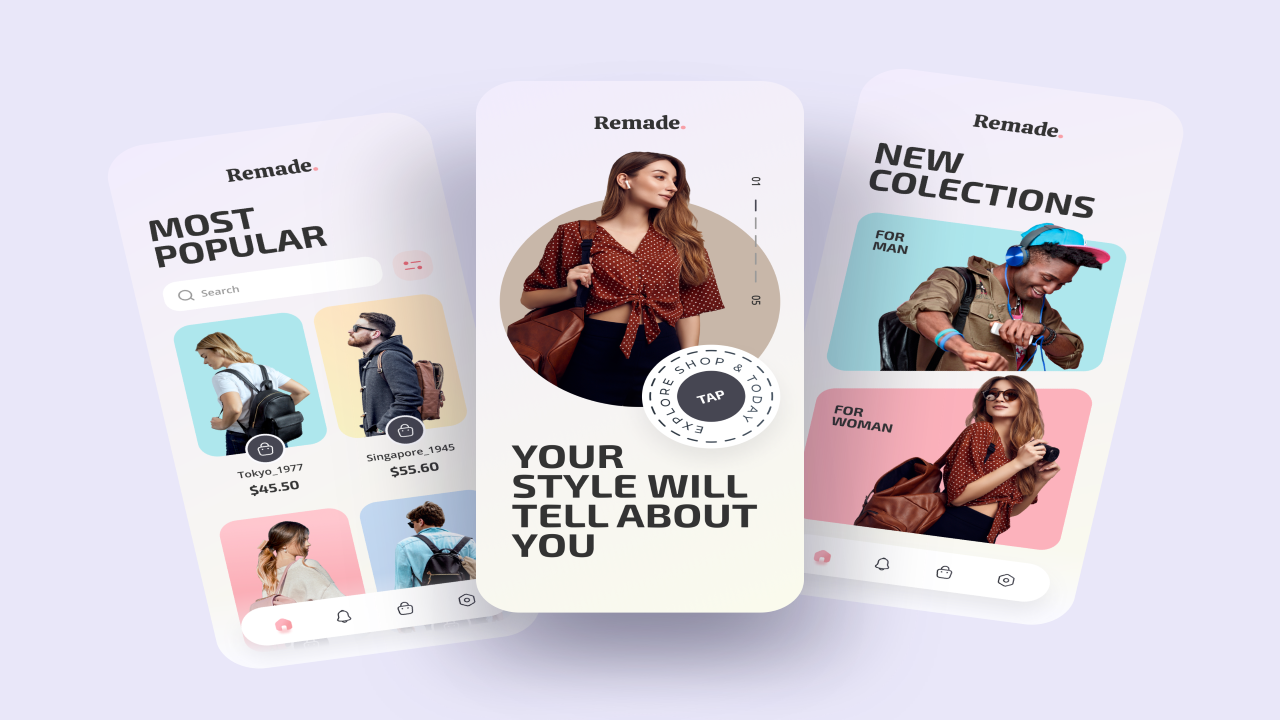 Remade.
MOST
POPULAR
Search
Tokyo_1977
$45.50
Singapore_1945
$55.60
Remade.
01
05
EXPLORE SHOP & TODAY
TAP
YOUR
STYLE WILL
TELL ABOUT
YOU
Remade.
NEW
COLECTIONS
FOR
MAN
FOR
WOMAN